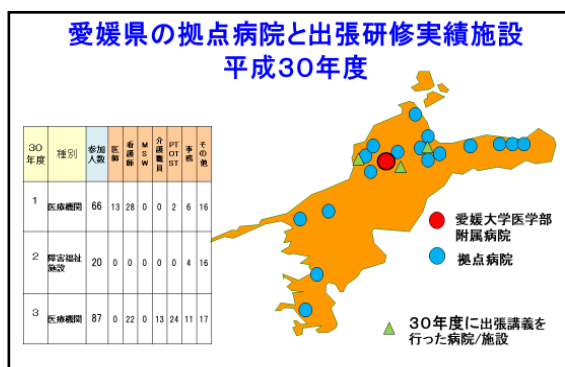 愛媛県の拠点病院と出張研修実績施設
平成30年度
30年度 種別 参加人数 医師 看護師 MSW 介護職員 PTOTST 事務 その他
1 医療機関 66 13 28 0 0 2 6 16
2 障害福祉施設 20 0 0 0 0 0 4 16
3 医療機関 87 0 22 0 13 24 11 17
愛媛大学医学部
附属病院
拠点病院
30年度に出張講義を
行った病院/施設